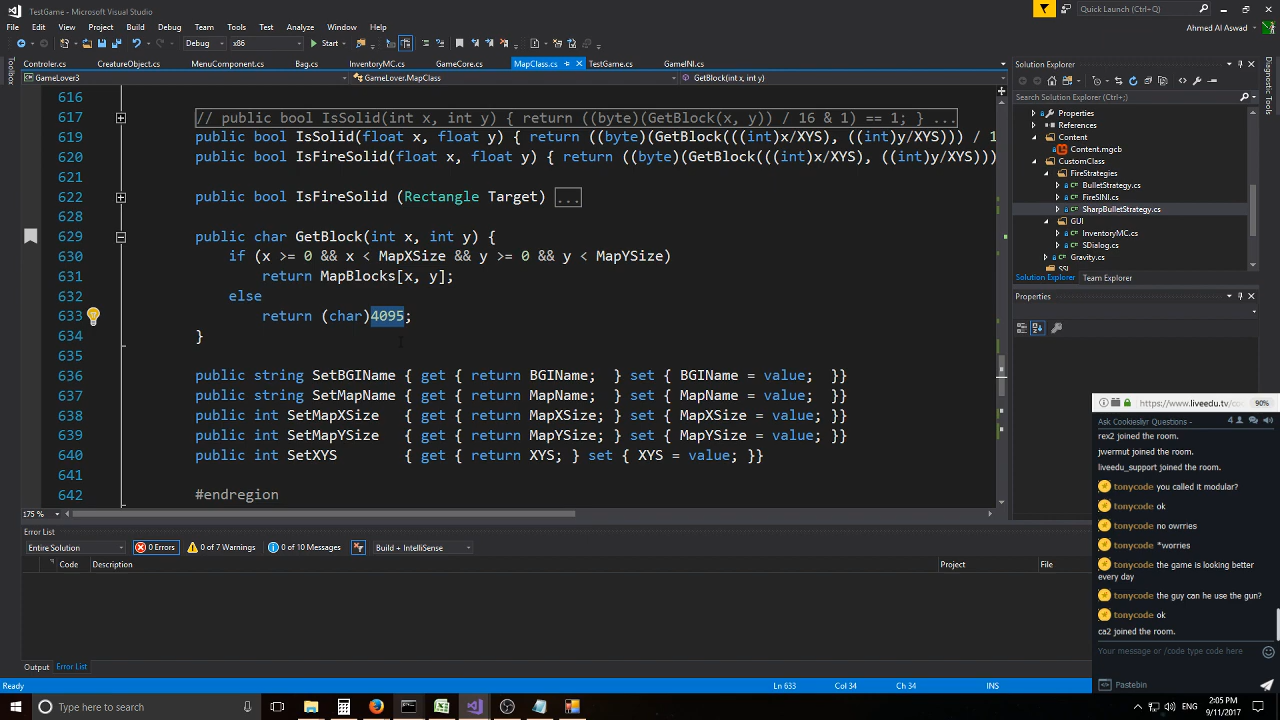 TestGame - Microsoft Visual Studio
Quick Launch (Ctrl+Q)
File Edit View Project Build Debug Team Tools Test Analyze Window Help
Ahmed Al Aswad
Debug x86 Start
Toolbox
Controler.cs CreatureObject.cs MenuComponent.cs Bag.cs InventoryMC.cs GameCore.cs MapClass.cs TestGame.cs GameINI.cs
GameLover3 GameLover.MapClass GetBlock(int x, int y)
616
617 // public bool IsSolid(int x, int y) { return ((byte)(GetBlock(x, y)) / 16 & 1) == 1; } ...
619 public bool IsSolid(float x, float y) { return ((byte)(GetBlock(((int)x/XYS), ((int)y/XYS))) / 1
620 public bool IsFireSolid(float x, float y) { return ((byte)(GetBlock(((int)x/XYS), ((int)y/XYS)))
621
622 public bool IsFireSolid (Rectangle Target) ...
628
629 public char GetBlock(int x, int y) {
630 if (x >= 0 && x < MapXSize && y >= 0 && y < MapYSize)
631 return MapBlocks[x, y];
632 else
633 return (char)4095;
634 }
635
636 public string SetBGIName { get { return BGIName; } set { BGIName = value; }}
637 public string SetMapName { get { return MapName; } set { MapName = value; }}
638 public int SetMapXSize { get { return MapXSize; } set { MapXSize = value; }}
639 public int SetMapYSize { get { return MapYSize; } set { MapYSize = value; }}
640 public int SetXYS { get { return XYS; } set { XYS = value; }}
641
642 #endregion
175 %
Solution Explorer
Search Solution Explorer (Ctrl+;)
Properties
References
Content
Content.mgcb
CustomClass
FireStrategies
BulletStrategy.cs
FireSINI.cs
SharpBulletStrategy.cs
GUI
InventoryMC.cs
SDialog.cs
Gravity.cs
Solution Explorer Team Explorer
Properties
Diagnostic Tools
Error List
Entire Solution 0 Errors 0 of 7 Warnings 0 of 10 Messages Build + IntelliSense
Code Description Project File
Output Error List
Ready Ln 633 Col 34 Ch 34 INS
https://www.liveedu.tv/co 90%
Ask Cookiesliyr Questions - 4
rex2 joined the room.
jwvermut joined the room.
liveedu_support joined the room.
tonycode you called it modular?
tonycode ok
tonycode no owrries
tonycode *worries
tonycode the game is looking better
every day
tonycode the guy can he use the gun?
tonycode ok
ca2 joined the room.
Your message or /code type code here
Pastebin
Type here to search
ENG
2:05 PM
9/11/2017